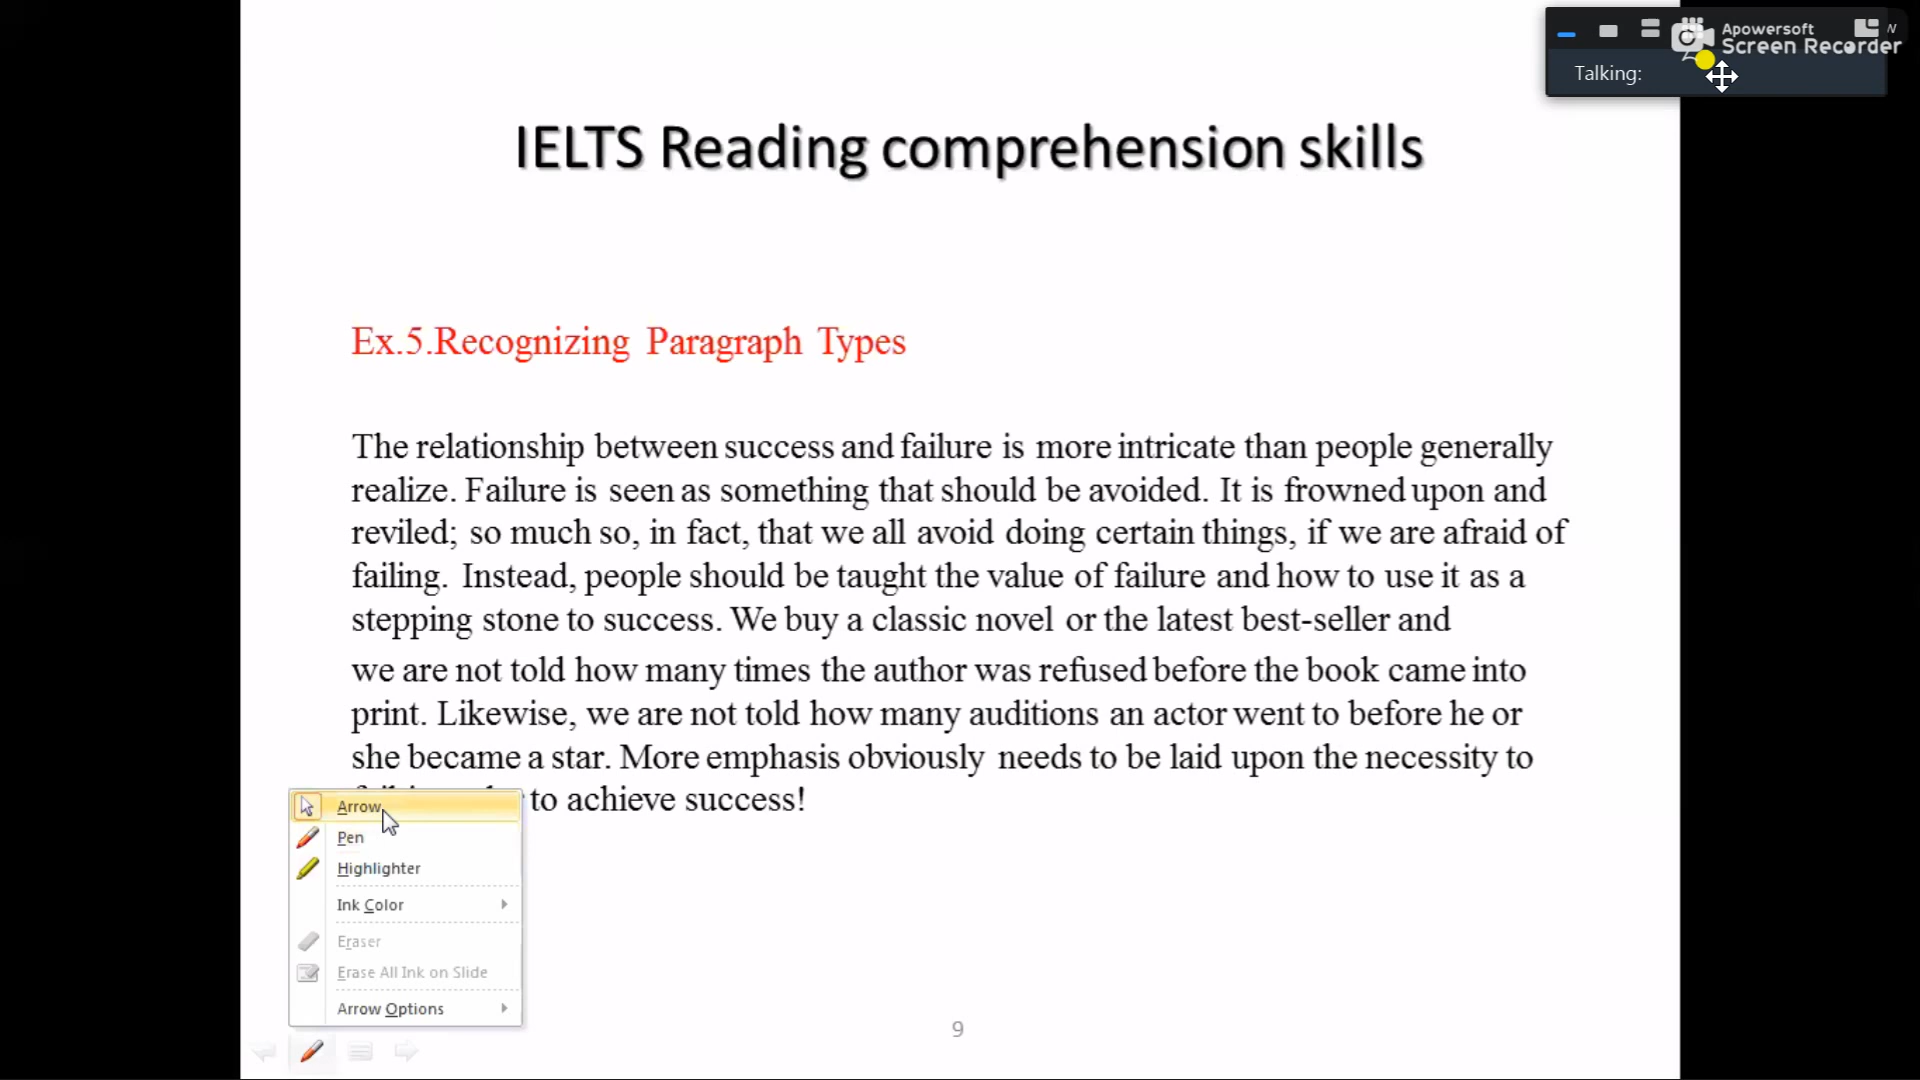 Apowersoft
Screen Recorder
Talking:
IELTS Reading comprehension skills
Ex.5.Recognizing Paragraph Types
The relationship between success and failure is more intricate than people generally
realize. Failure is seen as something that should be avoided. It is frowned upon and
reviled; so much so, in fact, that we all avoid doing certain things, if we are afraid of
failing. Instead, people should be taught the value of failure and how to use it as a
stepping stone to success. We buy a classic novel or the latest best-seller and
we are not told how many times the author was refused before the book came into
print. Likewise, we are not told how many auditions an actor went to before he or
she became a star. More emphasis obviously needs to be laid upon the necessity to
to achieve success!
Arrow
Pen
Highlighter
Ink Color
Eraser
Erase All Ink on Slide
Arrow Options
9